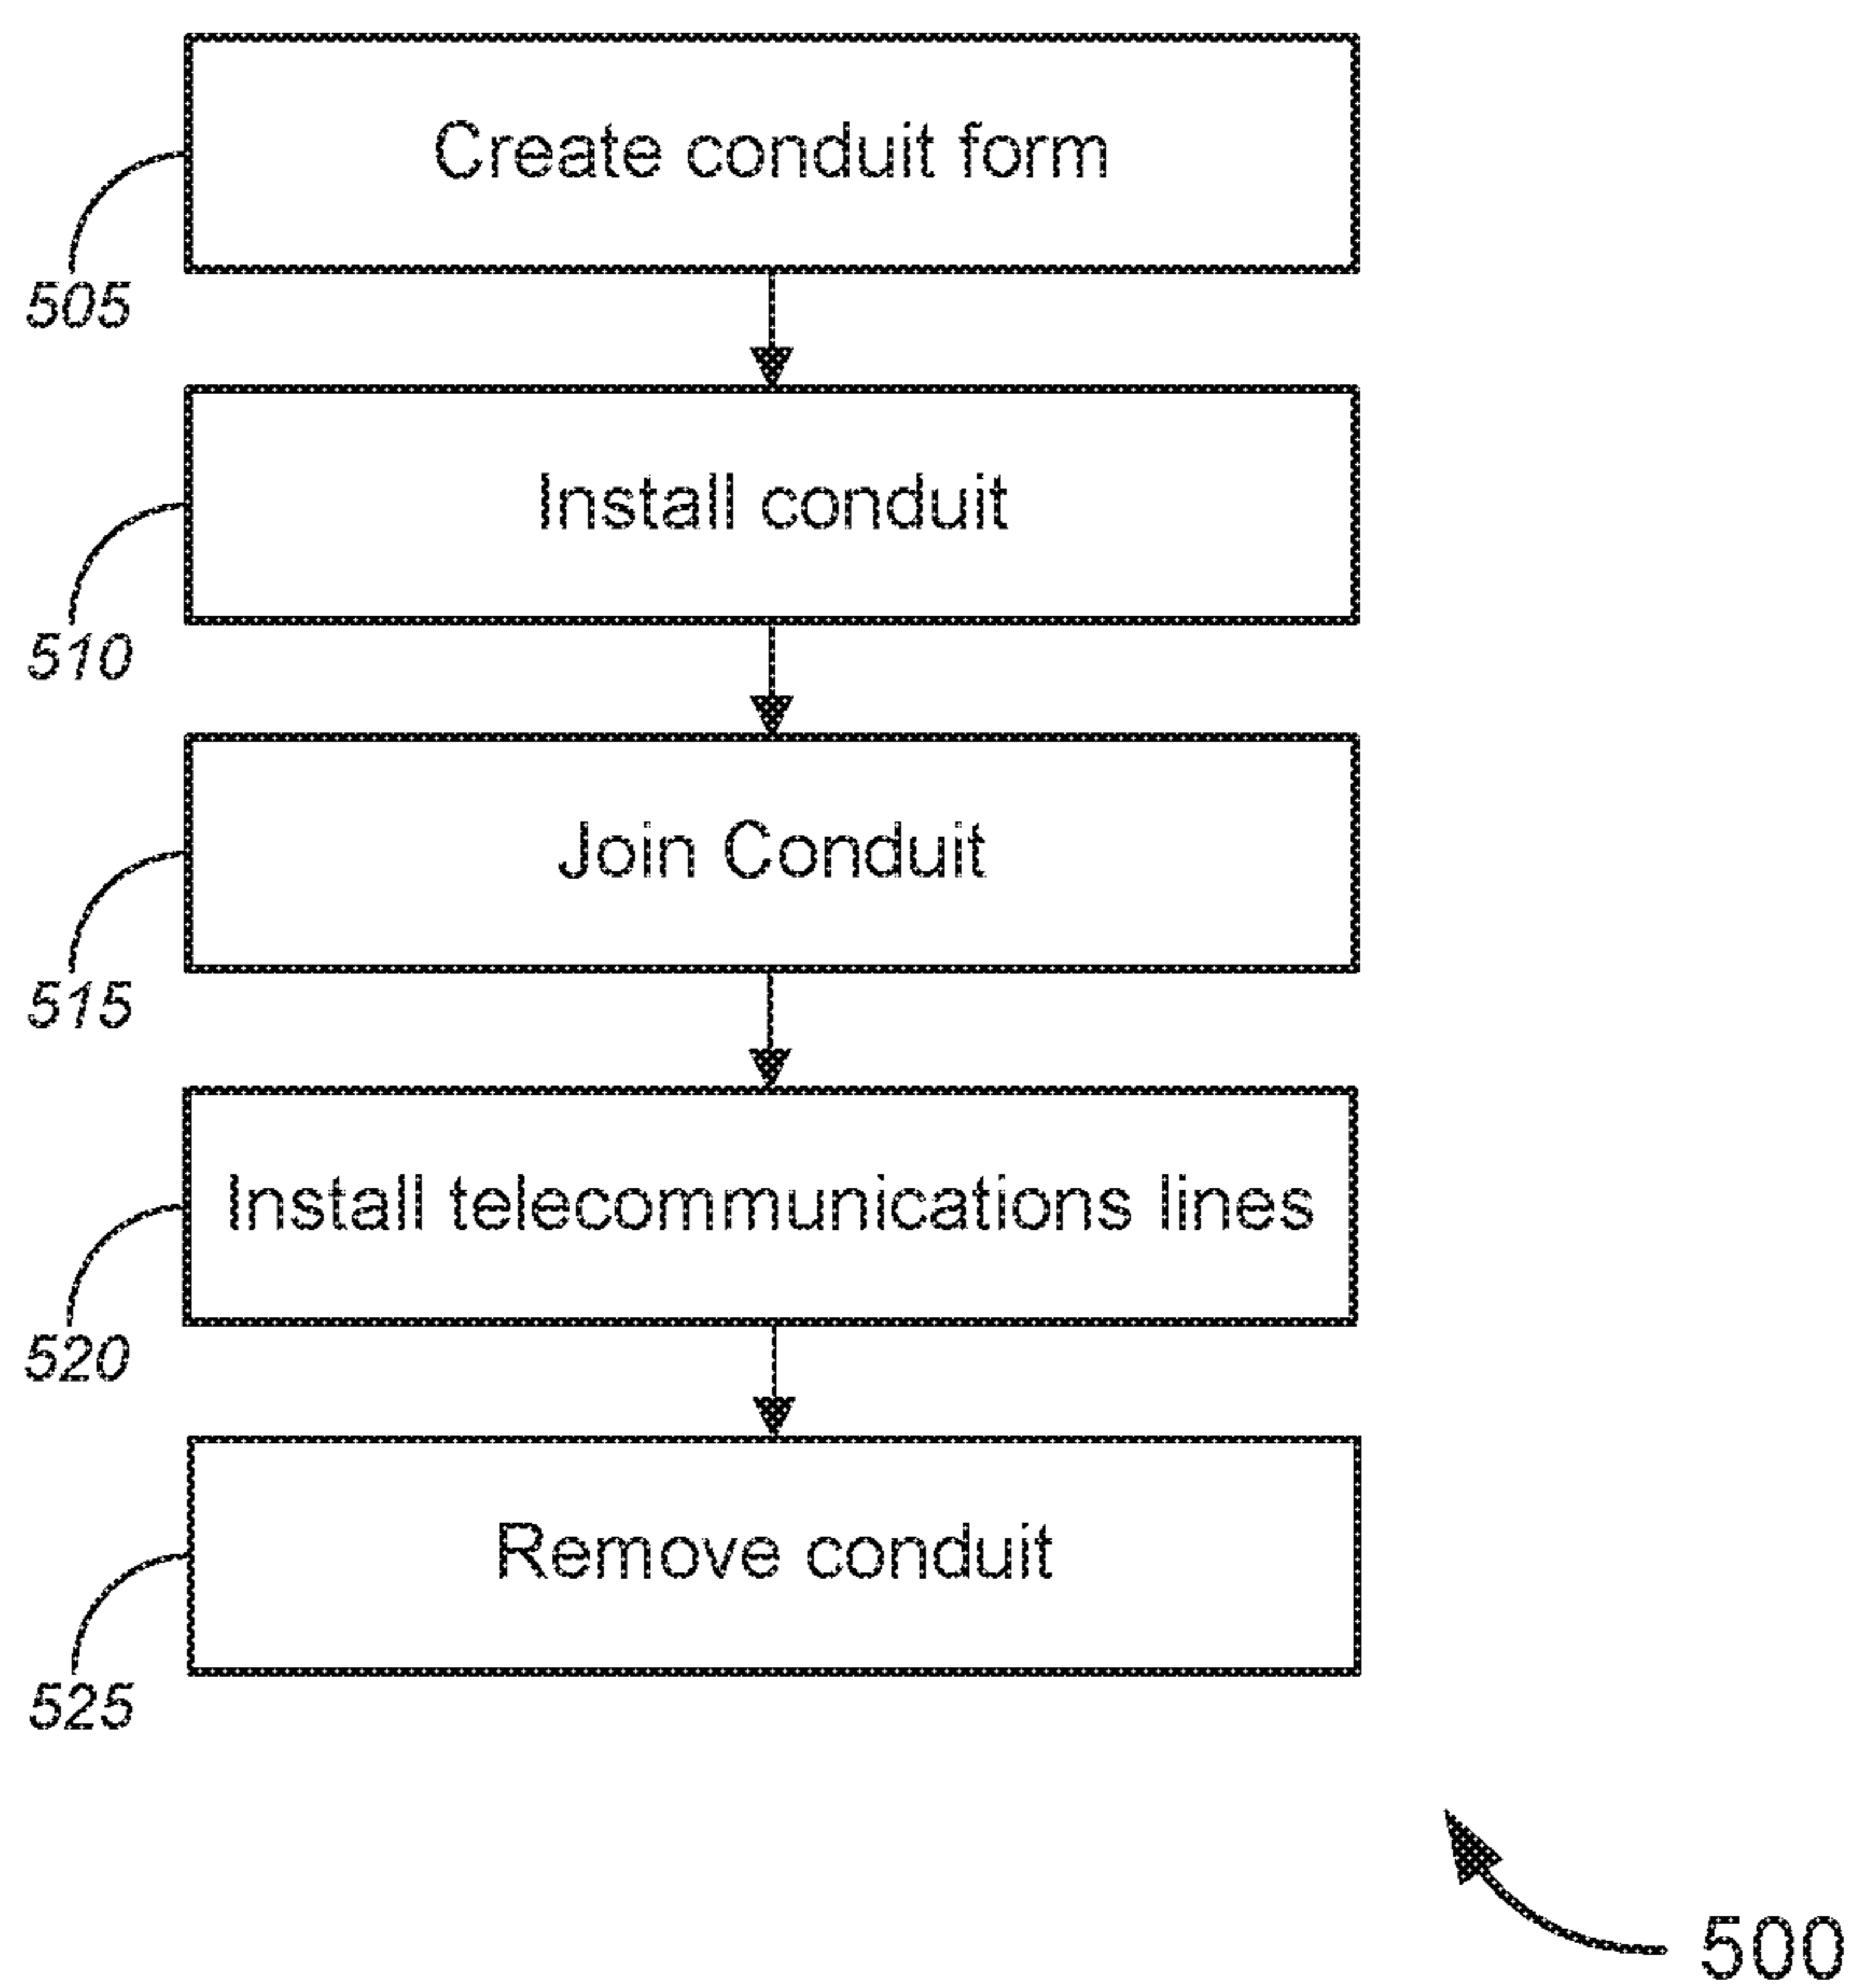 Create conduit form
505
Install conduit
510
Join Conduit
515
Install telecommunications lines
520
Remove conduit
525
500